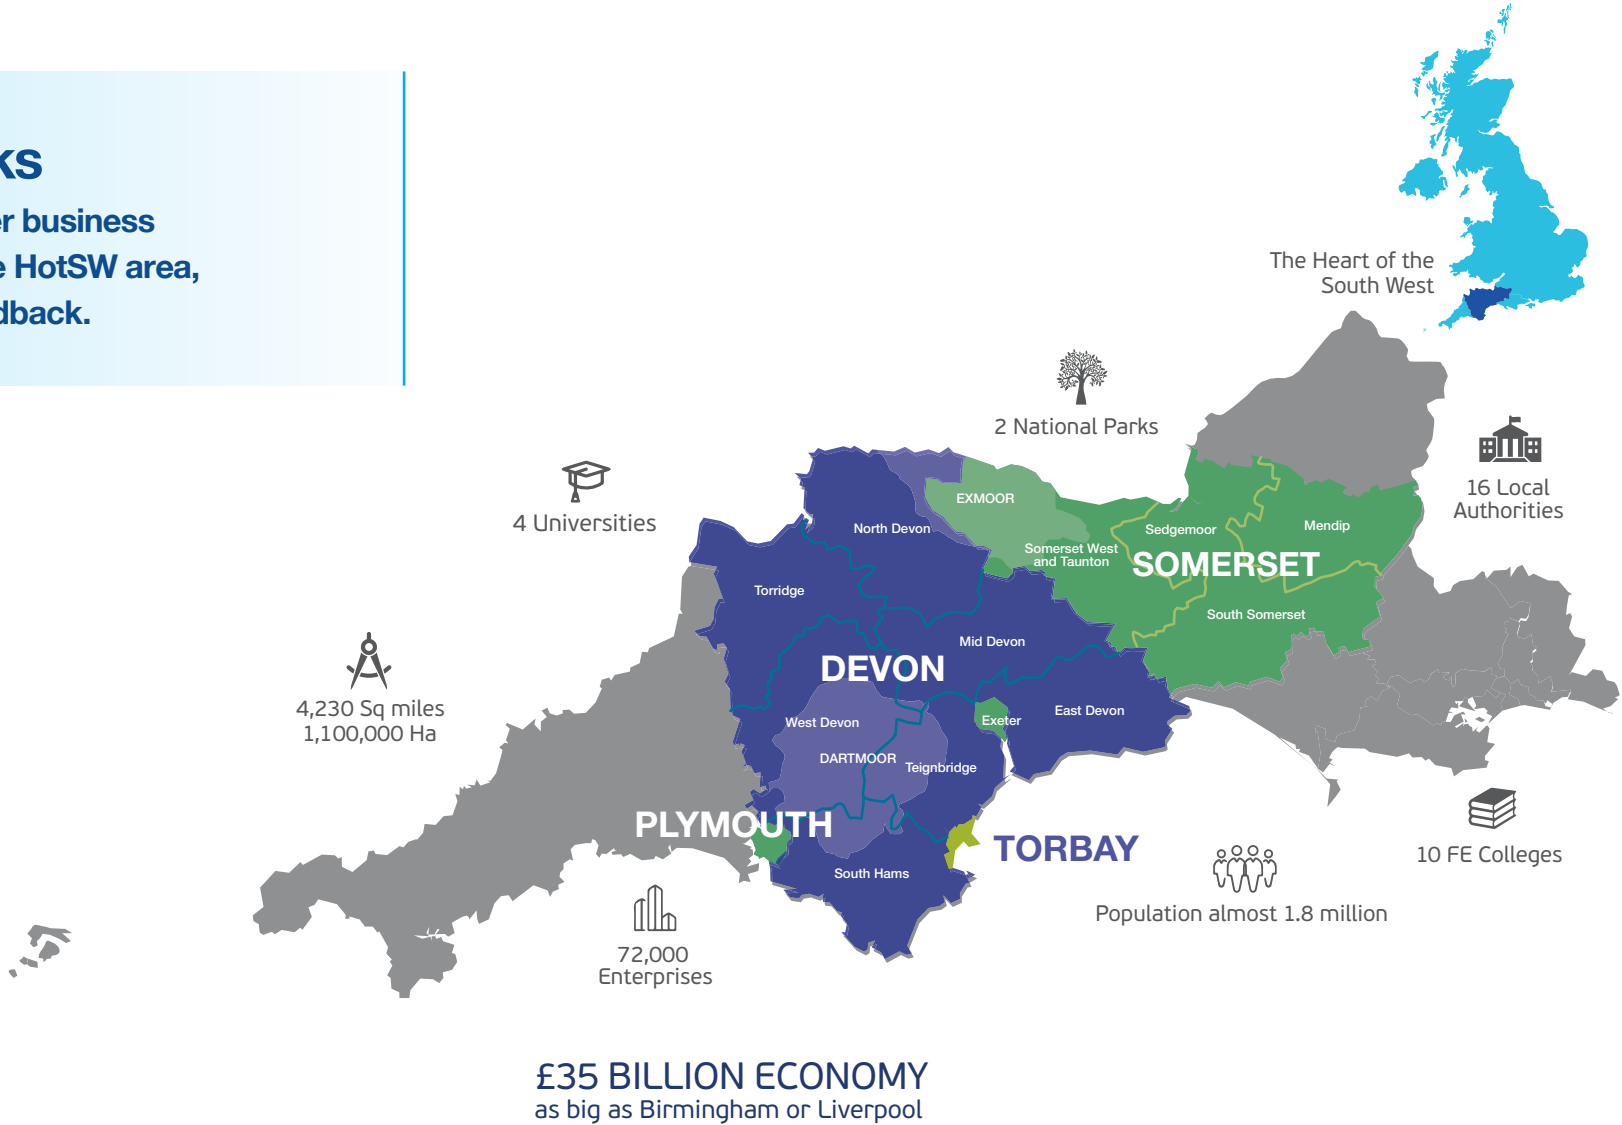 ks
er business
e HotSW area,
dback.
The Heart of the
South West
2 National Parks
16 Local
Authorities
4 Universities
EXMOOR
North Devon
Sedgemoor
Mendip
Somerset West
and Taunton
SOMERSET
Torridge
South Somerset
Mid Devon
DEVON
4,230 Sq miles
1,100,000 Ha
West Devon
Exeter
East Devon
DARTMOOR
Teignbridge
PLYMOUTH
TORBAY
10 FE Colleges
South Hams
Population almost 1.8 million
72,000
Enterprises
£35 BILLION ECONOMY
as big as Birmingham or Liverpool